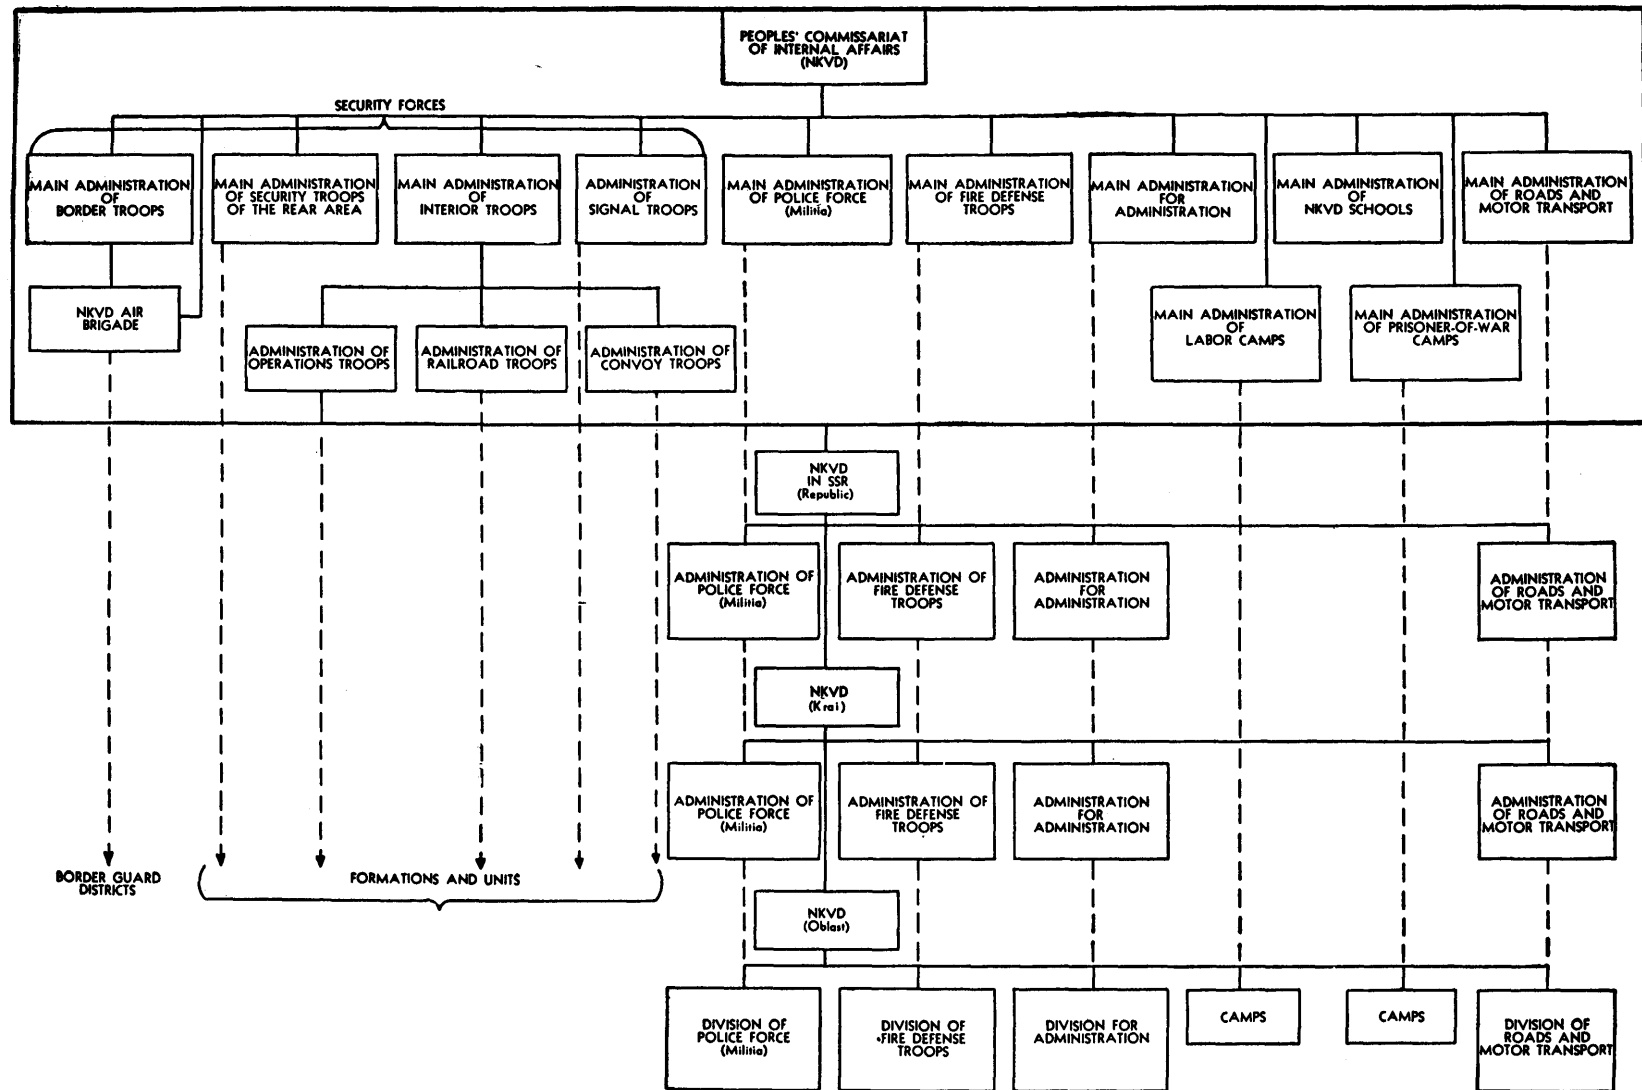 PEOPLES' COMMISSARIAT
OF INTERNAL AFFAIRS
(NKVD)
SECURITY FORCES
MAIN ADMINISTRATION
OF
BORDER TROOPS
MAIN ADMINISTRATION
OF SECURITY TROOPS
OF THE REAR AREA
MAIN ADMINISTRATION
OF
INTERIOR TROOPS
ADMINISTRATION
OF
SIGNAL TROOPS
MAIN ADMINISTRATION
OF POLICE FORCE
(Militia)
MAIN ADMINISTRATION
OF FIRE DEFENSE
TROOPS
MAIN ADMINISTRATION
FOR
ADMINISTRATION
MAIN ADMINISTRATION
OF
NKVD SCHOOLS
MAIN ADMINISTRATION
OF ROADS AND
MOTOR TRANSPORT
NKVD AIR
BRIGADE
ADMINISTRATION OF
OPERATIONS TROOPS
ADMINISTRATION OF
RAILROAD TROOPS
ADMINISTRATION OF
CONVOY TROOPS
MAIN ADMINISTRATION
OF
LABOR CAMPS
MAIN ADMINISTRATION
OF PRISONER-OF-WAR
CAMPS
NKVD
IN SSR
(Republic)
ADMINISTRATION OF
POLICE FORCE
(Militia)
ADMINISTRATION OF
FIRE DEFENSE
TROOPS
ADMINISTRATION
FOR
ADMINISTRATION
ADMINISTRATION
OF ROADS AND
MOTOR TRANSPORT
NKVD
(Krai)
ADMINISTRATION OF
POLICE FORCE
(Militia)
ADMINISTRATION OF
FIRE DEFENSE
TROOPS
ADMINISTRATION
FOR
ADMINISTRATION
ADMINISTRATION
OF ROADS AND
MOTOR TRANSPORT
BORDER GUARD
DISTRICTS
FORMATIONS AND UNITS
NKVD
(Oblast)
DIVISION OF
POLICE FORCE
(Militia)
DIVISION OF
FIRE DEFENSE
TROOPS
DIVISION FOR
ADMINISTRATION
CAMPS
CAMPS
DIVISION OF
ROADS AND
MOTOR TRANSPORT